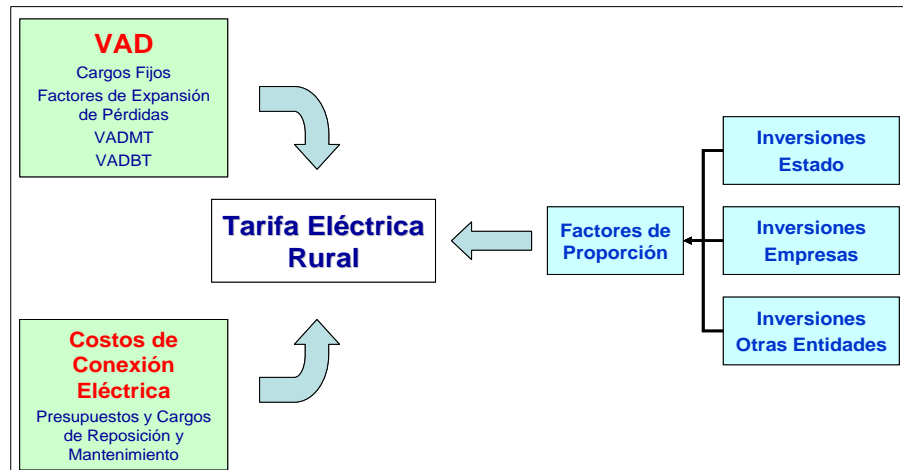 VAD
Cargos Fijos
Factores de Expansión
de Pérdidas
VADMT
VADBT
Tarifa Eléctrica
Rural
Costos de
Conexión
Eléctrica
Presupuestos y Cargos
de Reposición y
Mantenimiento
Factores de
Proporción
Inversiones
Estado
Inversiones
Empresas
Inversiones
Otras Entidades